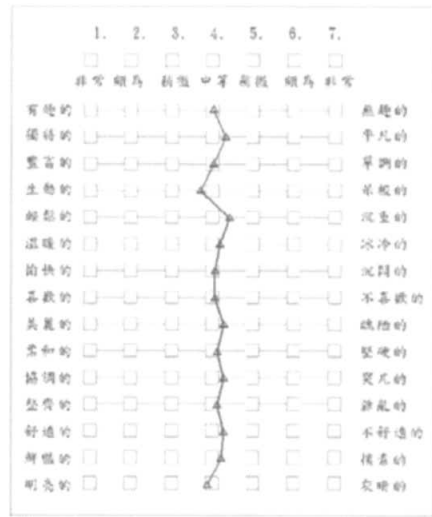 1. 2. 3. 4. 5. 6. 7.
非常 頗為 稍微 中等 稍微 頗為 非常
有趣的 無趣的
獨特的 平凡的
豐富的 單調的
生動的 呆板的
輕鬆的 沉重的
溫暖的 冰冷的
愉快的 沉悶的
喜歡的 不喜歡的
美麗的 醜陋的
柔和的 堅硬的
協調的 突兀的
整齊的 雜亂的
舒適的 不舒適的
鮮豔的 樸素的
明亮的 灰暗的